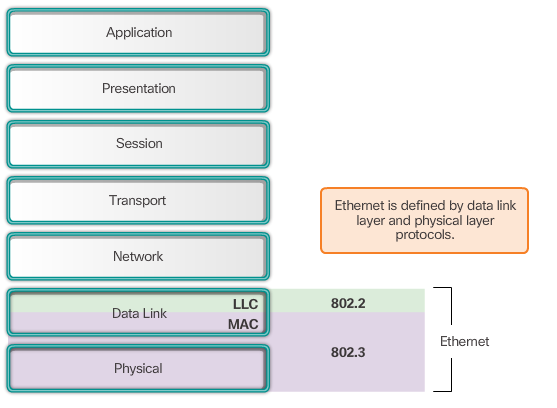 Application
Presentation
Session
Transport
Ethernet is defined by data link
layer and physical layer
protocols.
Network
Data Link
LLC
MAC
802.2
802.3
Ethernet
Physical